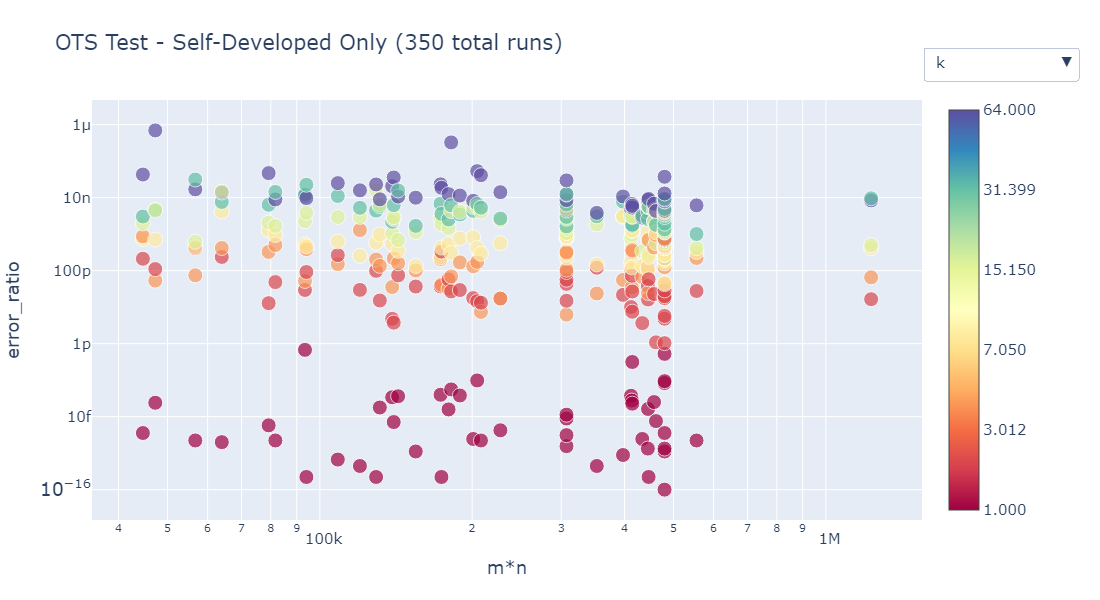 OTS Test - Self-Developed Only (350 total runs)
k
▼
error_ratio
1μ
10n
100p
1p
10f
10−16
4 5 6 7 8 9 100k 2 3 4 5 6 7 8 9 1M
m*n
64.000
31.399
15.150
7.050
3.012
1.000